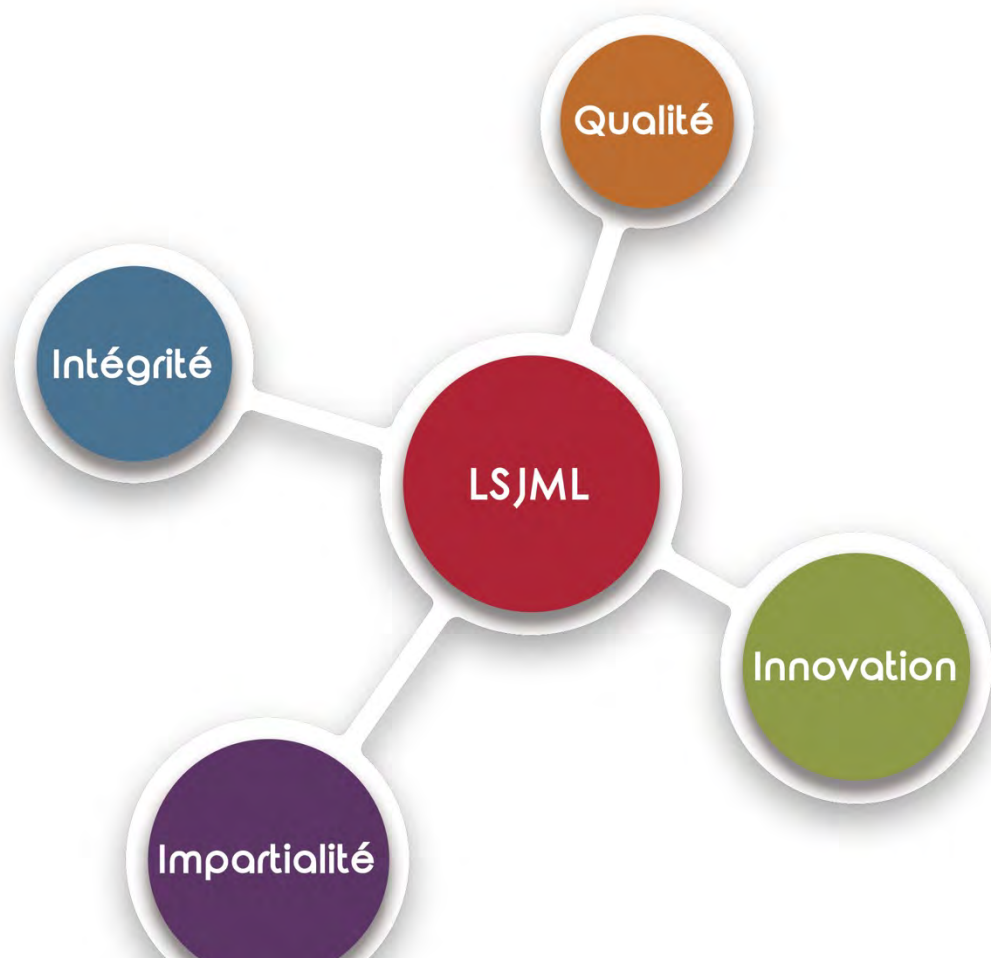 Qualité
Intégrité
LSJML
Innovation
Impartialité